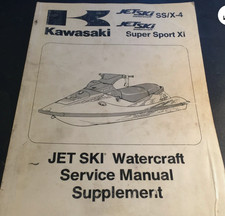 JET SKI SS/X-4
Kawasaki
JET SKI
Super Sport Xi
JET SKI Watercraft
Service Manual
Supplement